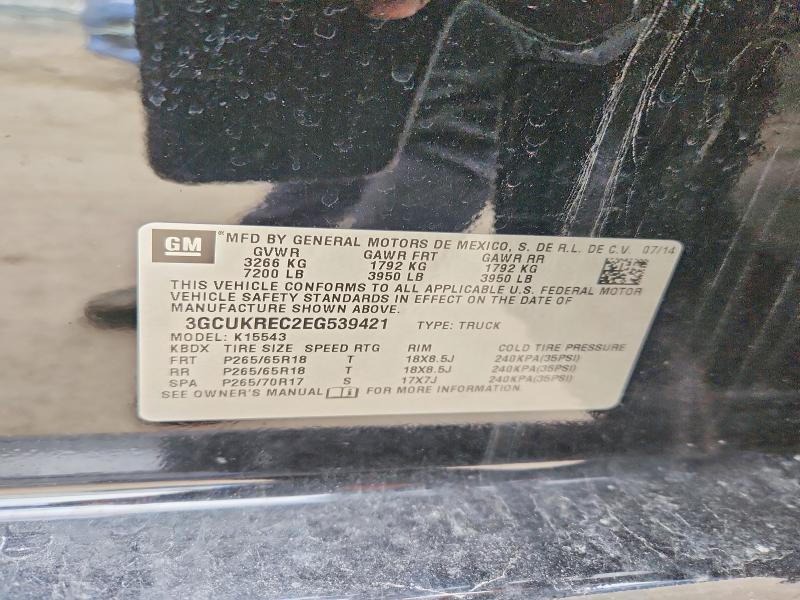 GM ®MFD BY GENERAL MOTORS DE MEXICO, S. DE R.L. DE C.V. 07/14
GVWR GAWR FRT GAWR RR
3266 KG 1792 KG 1792 KG
7200 LB 3950 LB 3950 LB
THIS VEHICLE CONFORMS TO ALL APPLICABLE U.S. FEDERAL MOTOR
VEHICLE SAFETY STANDARDS IN EFFECT ON THE DATE OF
MANUFACTURE SHOWN ABOVE.
3GCUKREC2EG539421 TYPE: TRUCK
MODEL: K15543
KBDX TIRE SIZE SPEED RTG RIM COLD TIRE PRESSURE
FRT P265/65R18 T 18X8.5J 240KPA(35PSI)
RR P265/65R18 T 18X8.5J 240KPA(35PSI)
SPA P265/70R17 S 17X7J 240KPA(35PSI)
SEE OWNER'S MANUAL FOR MORE INFORMATION.